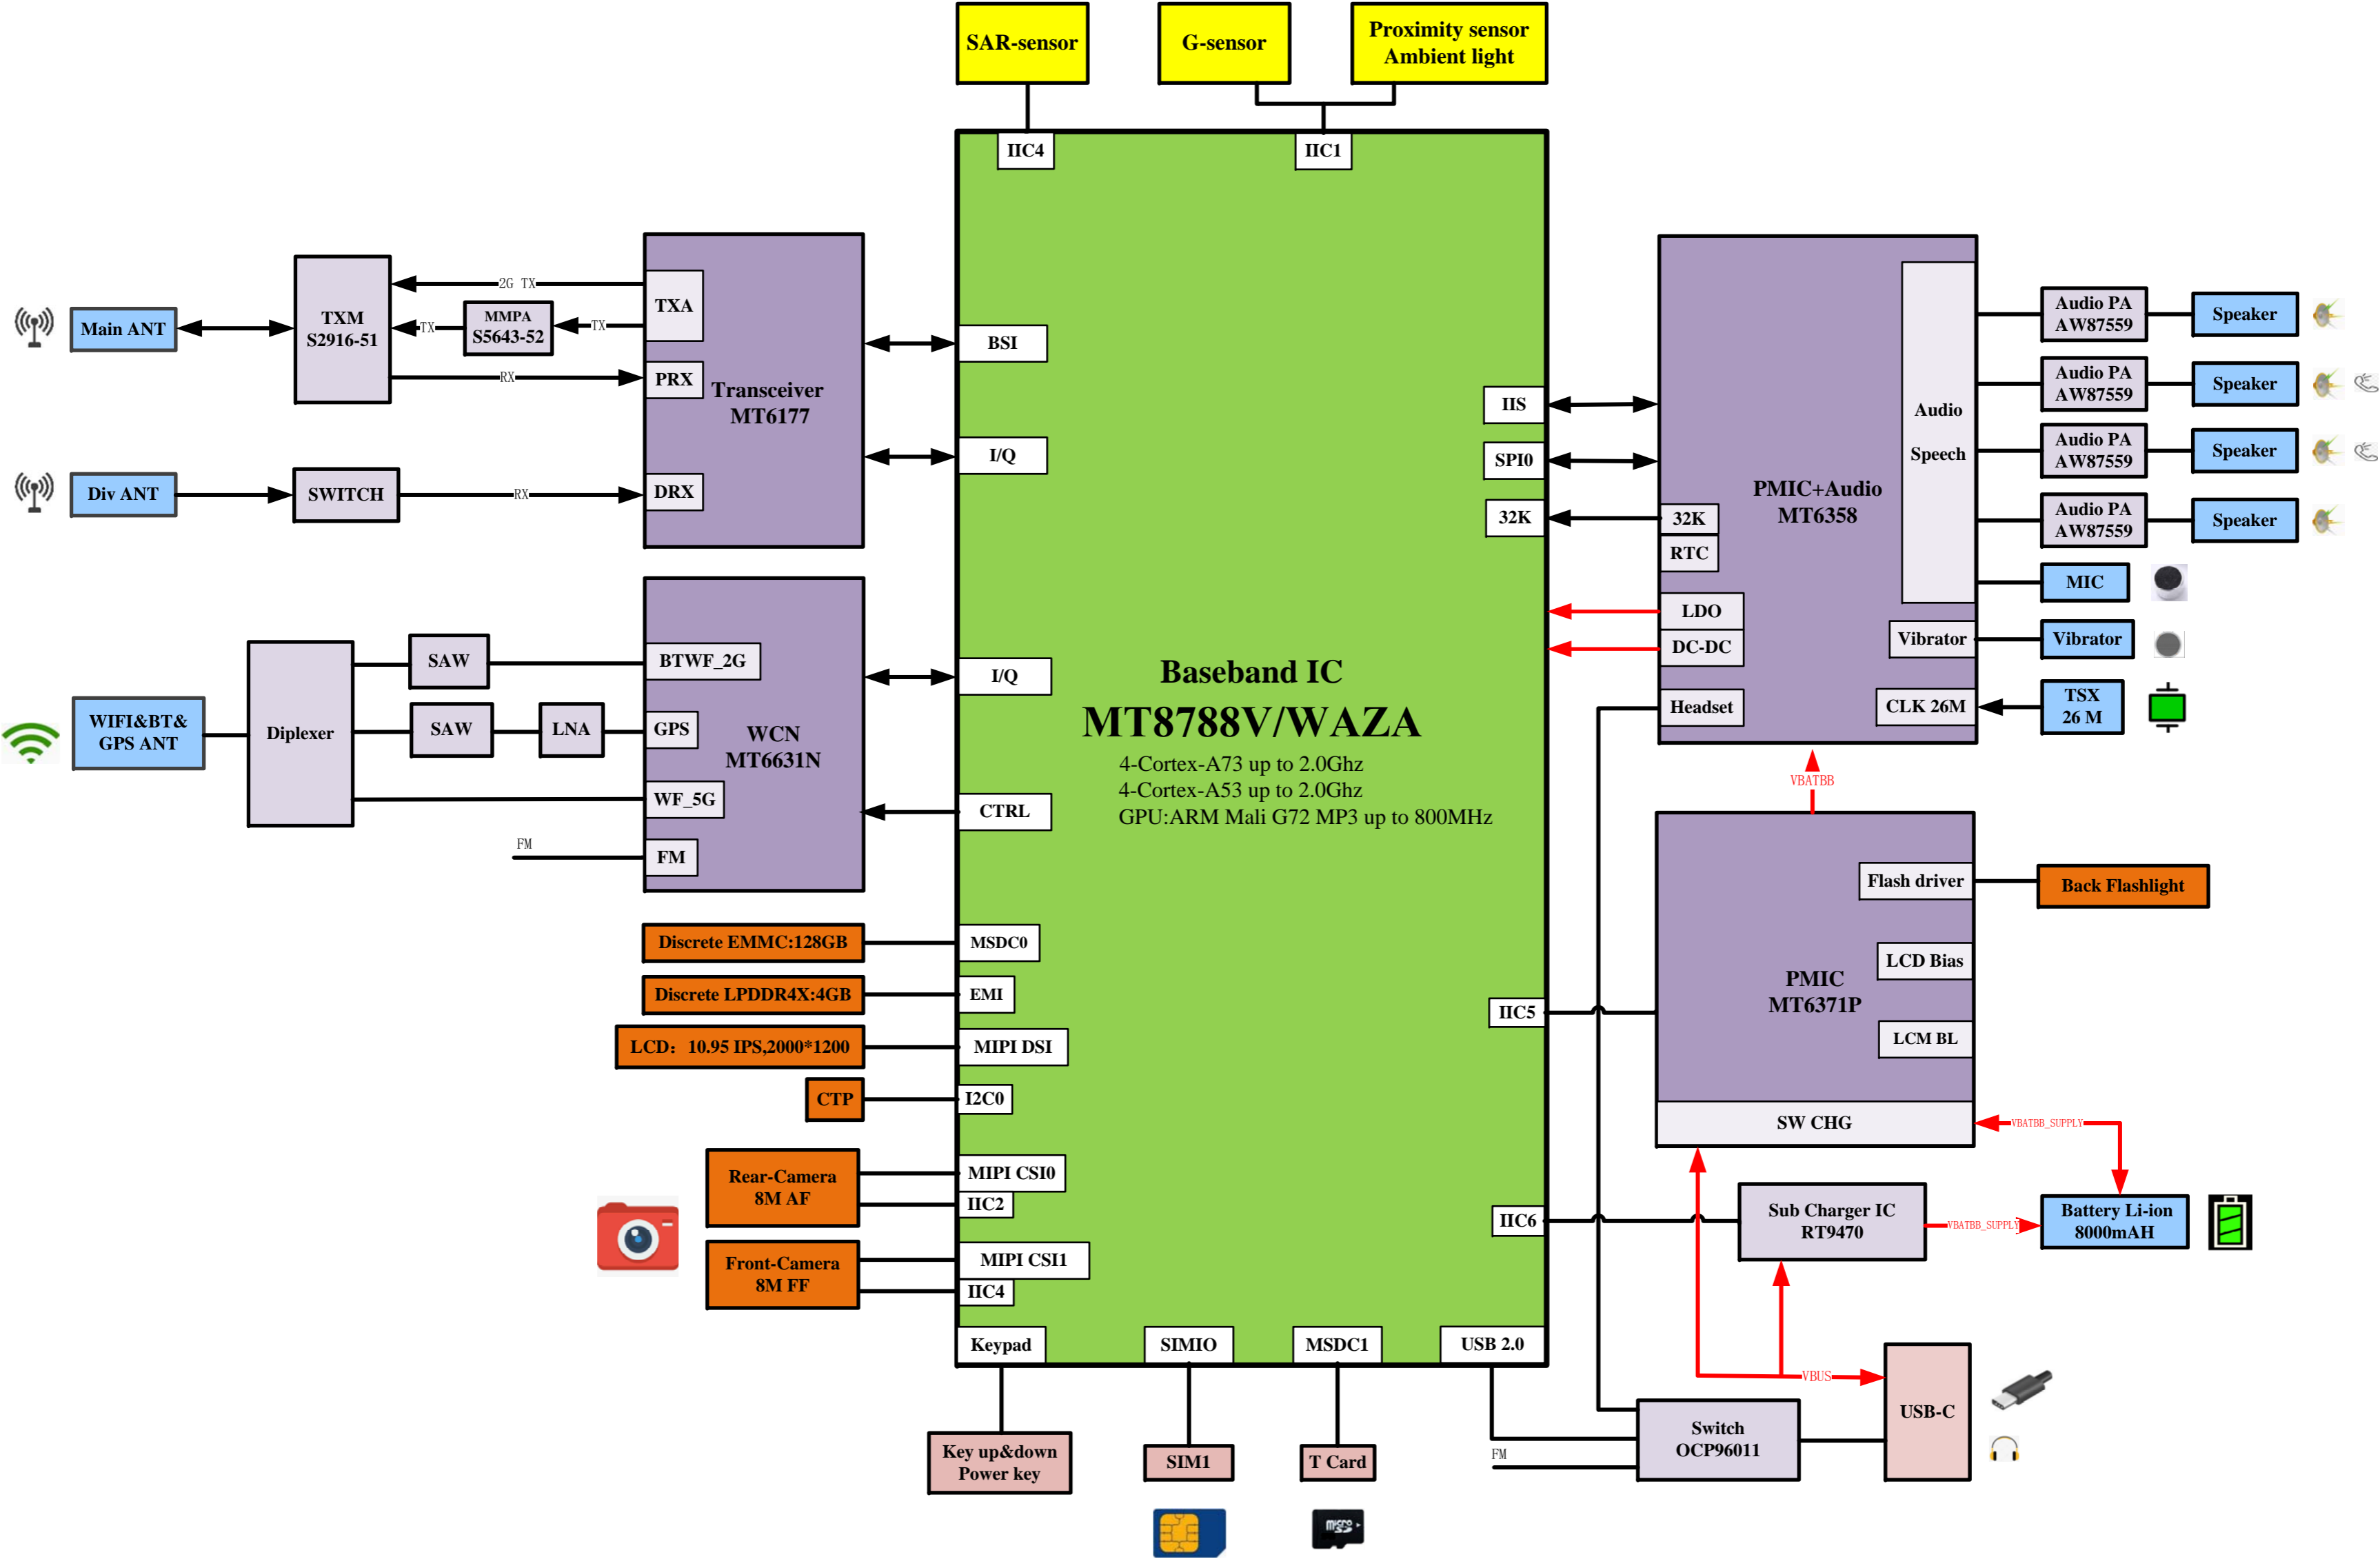 SAR-sensor
G-sensor
Proximity sensor
Ambient light
IIC4
IIC1
Main ANT
TXM
S2916-51
2G TX
TX
MMPA
S5643-52
TX
RX
TXA
PRX
DRX
Transceiver
MT6177
Div ANT
SWITCH
RX
BSI
I/Q
WIFI&BT&
GPS ANT
Diplexer
SAW
SAW
LNA
BTWF_2G
GPS
WF_5G
FM
FM
WCN
MT6631N
I/Q
CTRL
Baseband IC
MT8788V/WAZA
4-Cortex-A73 up to 2.0Ghz
4-Cortex-A53 up to 2.0Ghz
GPU:ARM Mali G72 MP3 up to 800MHz
IIS
SPI0
32K
32K
RTC
LDO
DC-DC
Headset
PMIC+Audio
MT6358
Audio
Speech
Vibrator
CLK 26M
Audio PA
AW87559
Speaker
Audio PA
AW87559
Speaker
Audio PA
AW87559
Speaker
Audio PA
AW87559
Speaker
MIC
Vibrator
TSX
26 M
VBATBB
Flash driver
Back Flashlight
LCD Bias
PMIC
MT6371P
LCM BL
SW CHG
VBATBB_SUPPLY
Discrete EMMC:128GB
MSDC0
Discrete LPDDR4X:4GB
EMI
LCD：10.95 IPS,2000*1200
MIPI DSI
CTP
I2C0
Rear-Camera
8M AF
MIPI CSI0
IIC2
Front-Camera
8M FF
MIPI CSI1
IIC4
IIC5
IIC6
Sub Charger IC
RT9470
VBATBB_SUPPLY
Battery Li-ion
8000mAH
Keypad
SIMIO
MSDC1
USB 2.0
VBUS
USB-C
Switch
OCP96011
FM
Key up&down
Power key
SIM1
T Card
micro